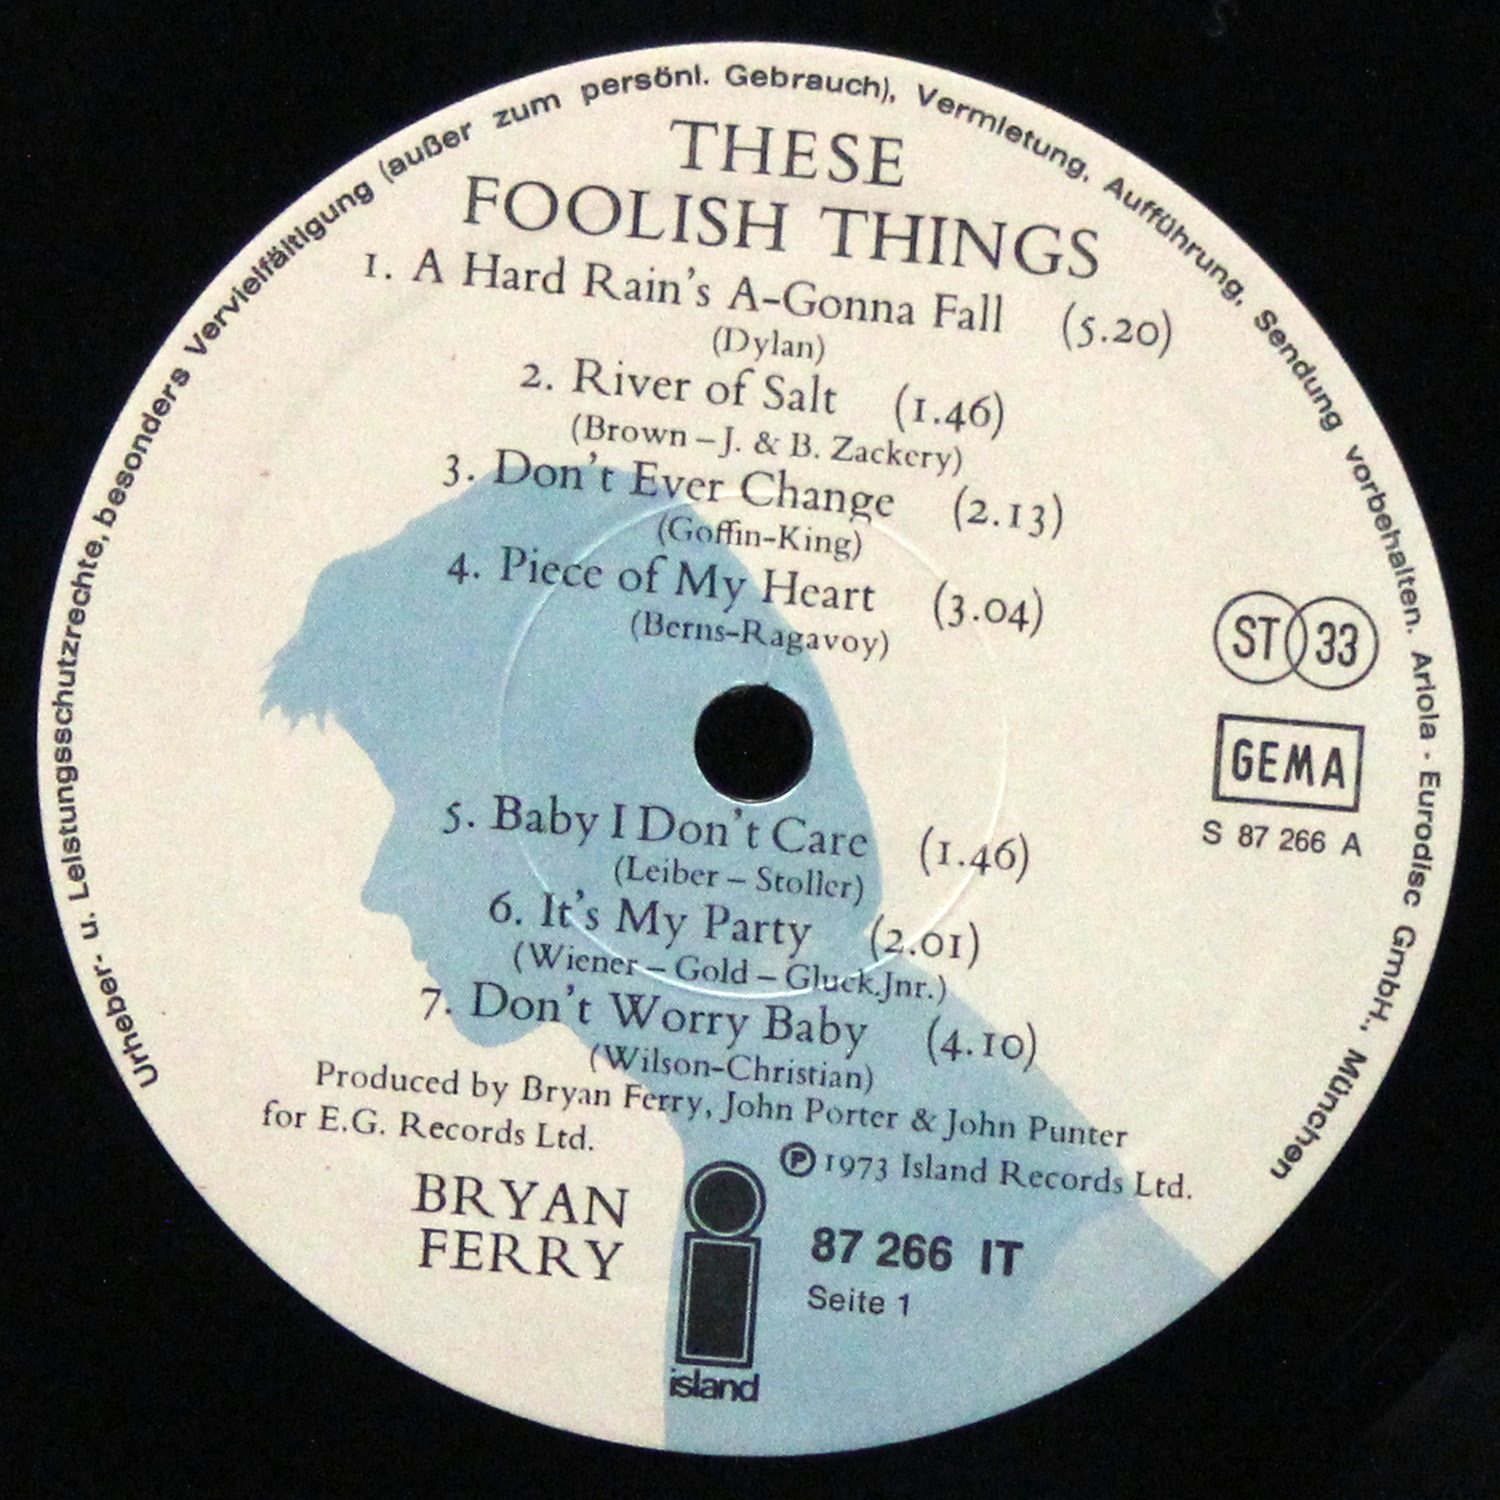 Urheber- u. Leistungsschutzrechte, besonders Vervielfältigung (außer zum persönl. Gebrauch), Vermietung, Aufführung, Sendung vorbehalten. Ariola - Eurodisc GmbH., München
THESE
FOOLISH THINGS
1. A Hard Rain's A-Gonna Fall (5.20)
(Dylan)
2. River of Salt (1.46)
(Brown – J. & B. Zackery)
3. Don't Ever Change (2.13)
(Goffin-King)
4. Piece of My Heart (3.04)
(Berns-Ragavoy)
ST 33
GEMA
S 87 266 A
5. Baby I Don't Care (1.46)
(Leiber – Stoller)
6. It's My Party (2.01)
(Wiener – Gold – Gluck.Jnr.)
7. Don't Worry Baby (4.10)
(Wilson-Christian)
Produced by Bryan Ferry, John Porter & John Punter
for E.G. Records Ltd.
Ⓟ 1973 Island Records Ltd.
BRYAN
FERRY
87 266 IT
Seite 1
island